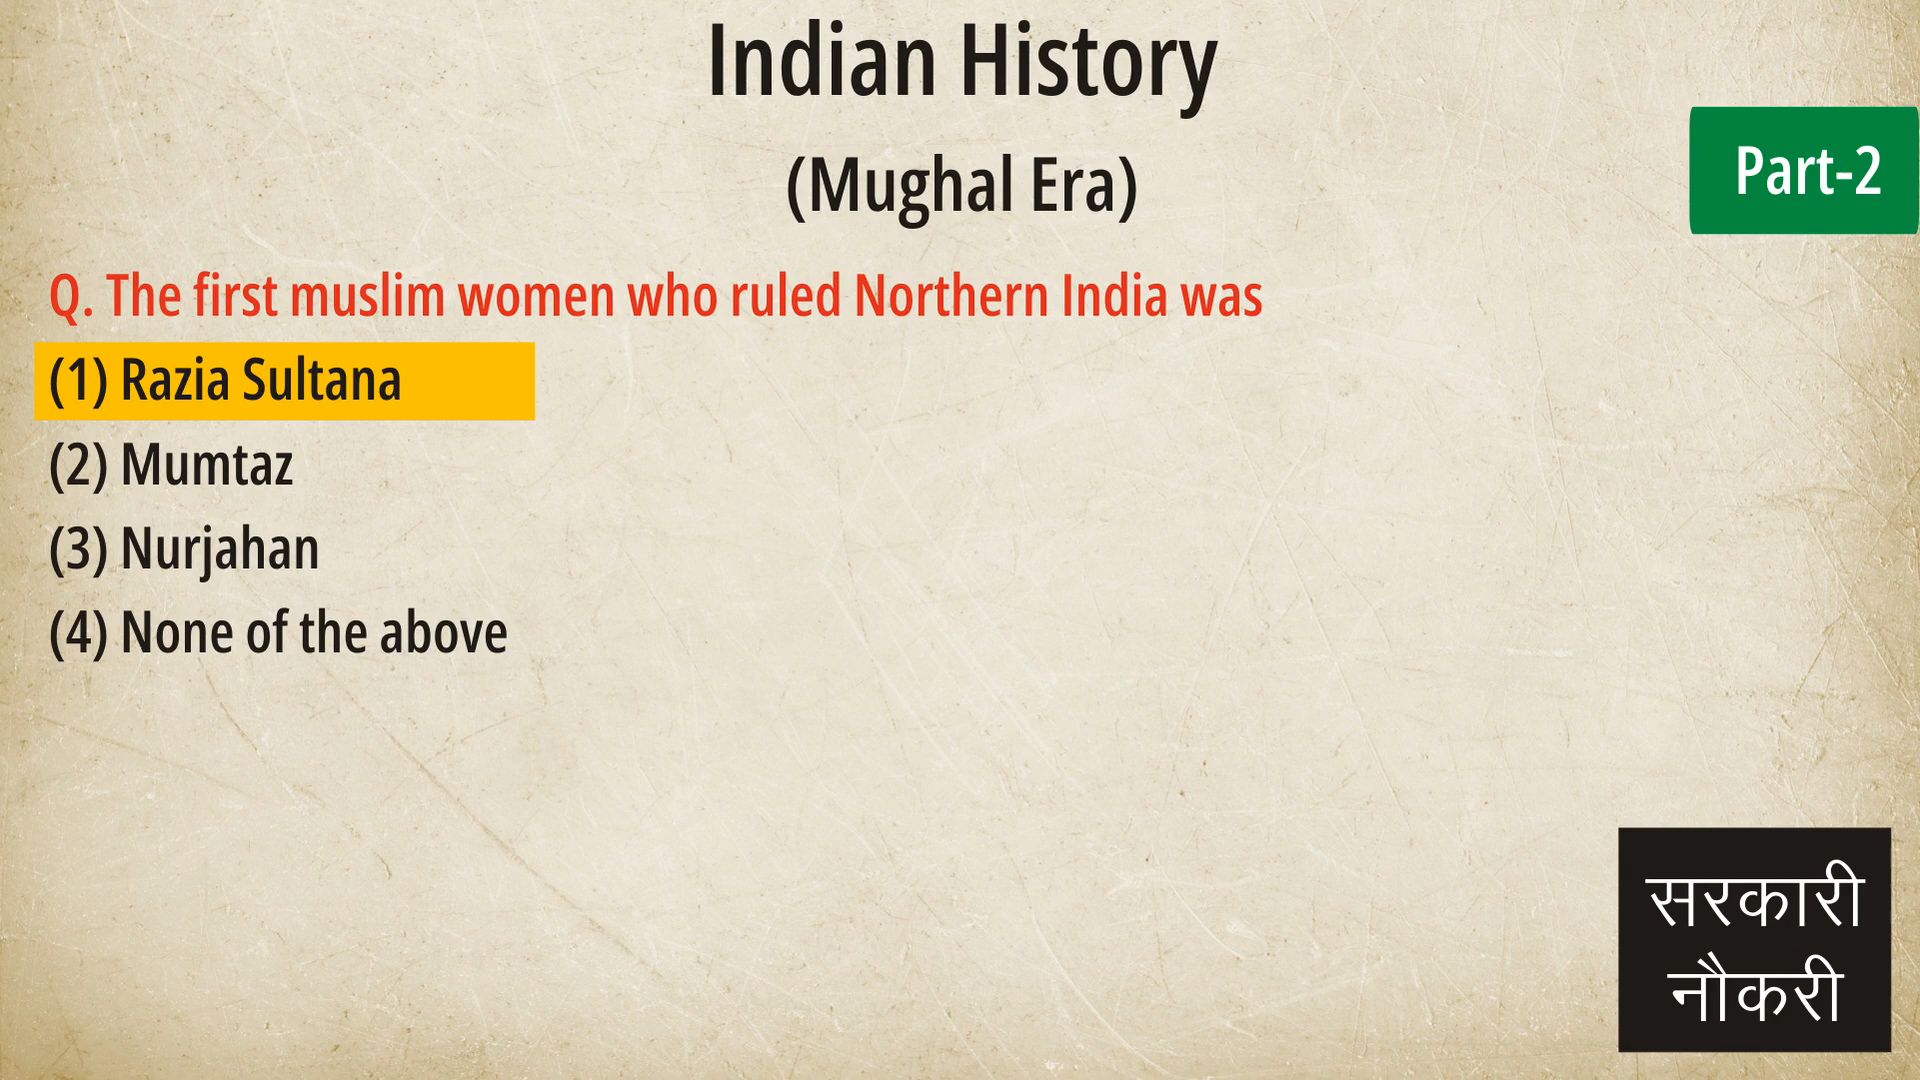 Indian History
(Mughal Era)
Part-2
Q. The first muslim women who ruled Northern India was
(1) Razia Sultana
(2) Mumtaz
(3) Nurjahan
(4) None of the above
सरकारी
नौकरी